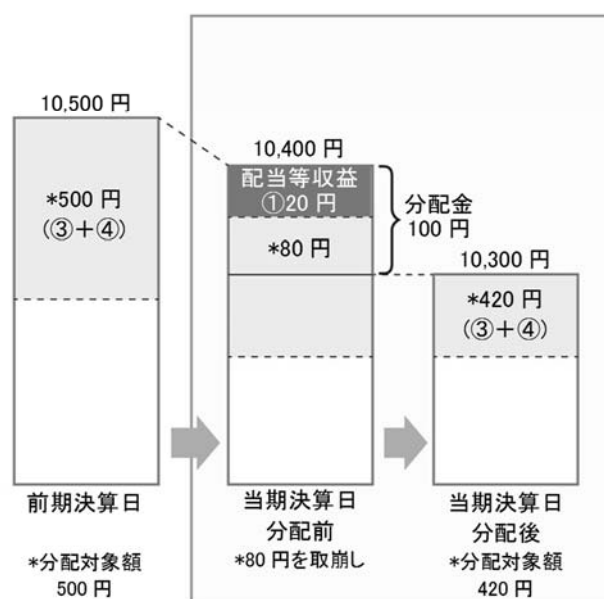 10,500 円
*500 円
(③+④)
前期決算日
*分配対象額
500 円
10,400 円
配当等収益
①20 円
*80 円
分配金
100 円
当期決算日
分配前
*80 円を取崩し
10,300 円
*420 円
(③+④)
当期決算日
分配後
*分配対象額
420 円